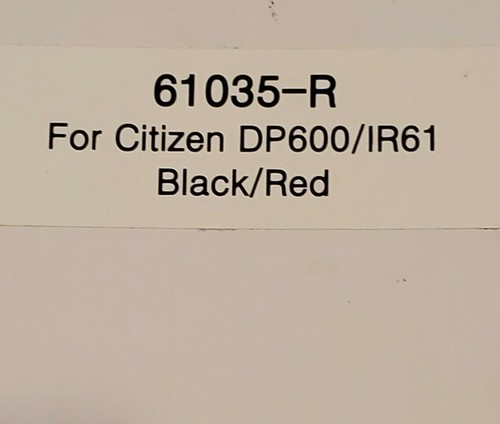 61035–R
For Citizen DP600/IR61
Black/Red